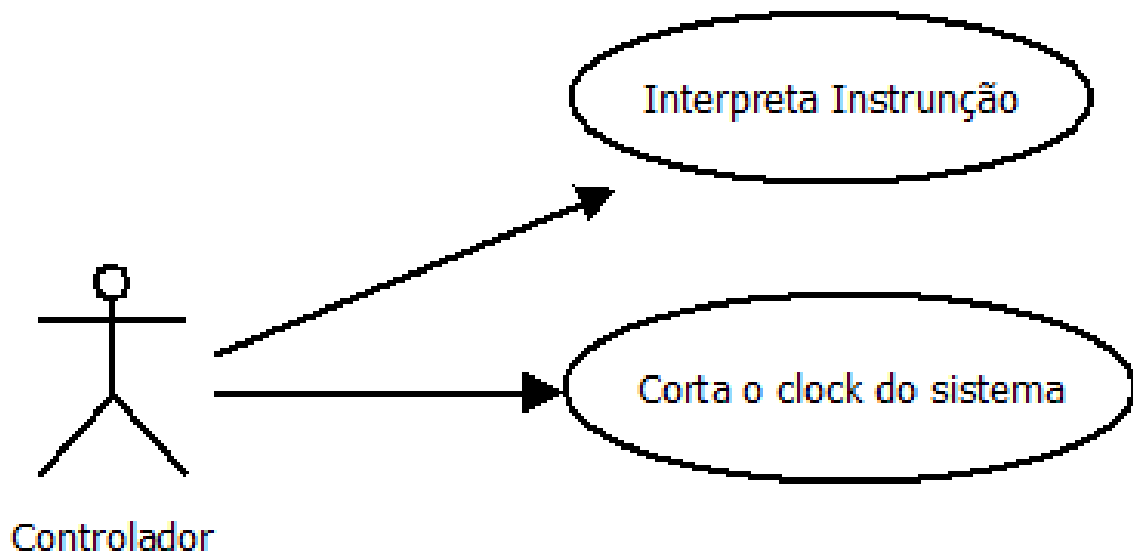 Interpreta Instrunção
Corta o clock do sistema
Controlador